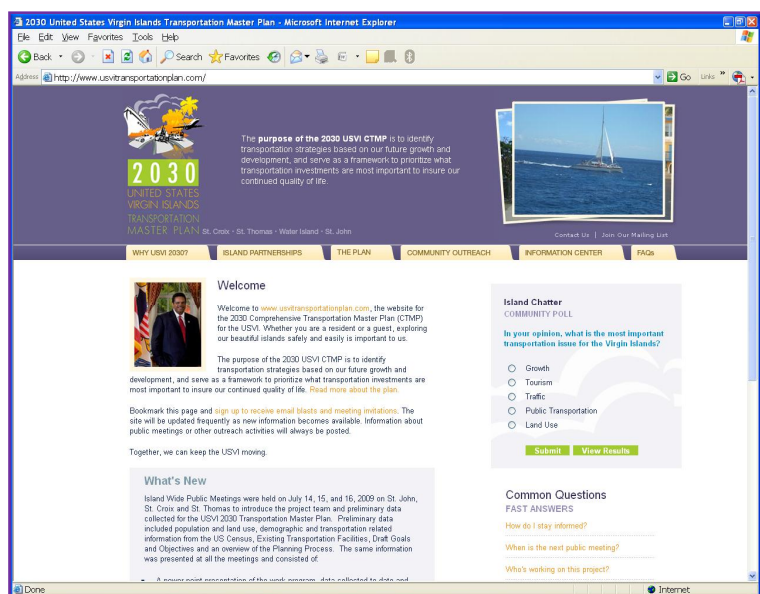 2030 United States Virgin Islands Transportation Master Plan - Microsoft Internet Explorer
File Edit View Favorites Tools Help
Back Search Favorites
Address http://www.usvitransportationplan.com/ Go Links »
The purpose of the 2030 USVI CTMP is to identify
transportation strategies based on our future growth and
development, and serve as a framework to prioritize what
transportation investments are most important to insure our
continued quality of life.
2030
UNITED STATES
VIRGIN ISLANDS
TRANSPORTATION
MASTER PLAN St. Croix · St. Thomas · Water Island · St. John
Contact Us | Join Our Mailing List
WHY USVI 2030? ISLAND PARTNERSHIPS THE PLAN COMMUNITY OUTREACH INFORMATION CENTER FAQs
Welcome
Welcome to www.usvitransportationplan.com, the website for
the 2030 Comprehensive Transportation Master Plan (CTMP)
for the USVI. Whether you are a resident or a guest, exploring
our beautiful islands safely and easily is important to us.
The purpose of the 2030 USVI CTMP is to identify
transportation strategies based on our future growth and
development, and serve as a framework to prioritize what transportation investments are
most important to insure our continued quality of life. Read more about the plan.
Bookmark this page and sign up to receive email blasts and meeting invitations. The
site will be updated frequently as new information becomes available. Information about
public meetings or other outreach activities will always be posted.
Together, we can keep the USVI moving.
What's New
Island Wide Public Meetings were held on July 14, 15, and 16, 2009 on St. John,
St. Croix and St. Thomas to introduce the project team and preliminary data
collected for the USVI 2030 Transportation Master Plan. Preliminary data
included population and land use, demographic and transportation related
information from the US Census, Existing Transportation Facilities, Draft Goals
and Objectives and an overview of the Planning Process. The same information
was presented at all the meetings and consisted of:
• A power point presentation of the work program, data collected to date and
Island Chatter
COMMUNITY POLL
In your opinion, what is the most important
transportation issue for the Virgin Islands?
Growth
Tourism
Traffic
Public Transportation
Land Use
Submit View Results
Common Questions
FAST ANSWERS
How do I stay informed?
When is the next public meeting?
Who's working on this project?
Done Internet